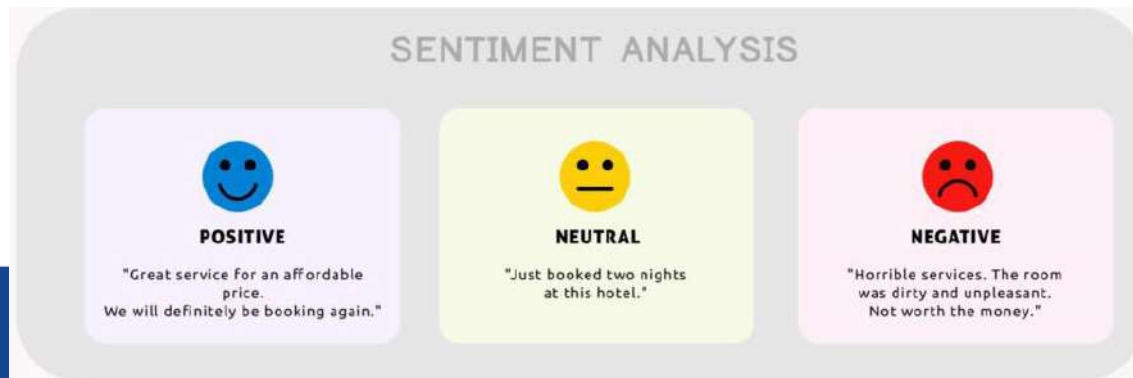 SENTIMENT ANALYSIS
POSITIVE
"Great service for an affordable
price.
We will definitely be booking again."
NEUTRAL
"Just booked two nights
at this hotel."
NEGATIVE
"Horrible services. The room
was dirty and unpleasant.
Not worth the money."